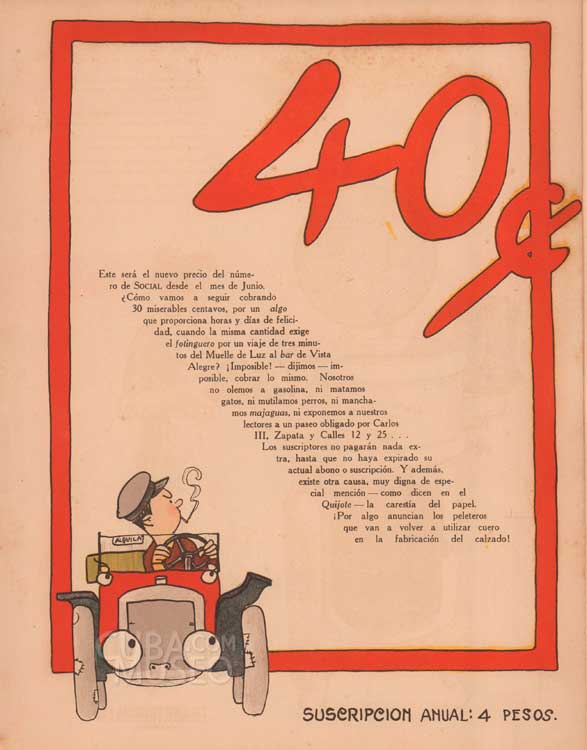 40¢
Este será el nuevo precio del núme-
ro de SOCIAL desde el mes de Junio.
¿Cómo vamos a seguir cobrando
30 miserables centavos, por un algo
que proporciona horas y días de felici-
dad, cuando la misma cantidad exige
el fotinguero por un viaje de tres minu-
tos del Muelle de Luz al bar de Vista
Alegre? ¡Imposible! — dijimos — im-
posible, cobrar lo mismo. Nosotros
no olemos a gasolina, ni matamos
gatos, ni mutilamos perros, ni mancha-
mos majaguas, ni exponemos a nuestros
lectores a un paseo obligado por Carlos
III, Zapata y Calles 12 y 25 . . .
Los suscriptores no pagarán nada ex-
tra, hasta que no haya expirado su
actual abono o suscripción. Y además,
existe otra causa, muy digna de espe-
cial mención — como dicen en el
Quijote — la carestía del papel.
¡Por algo anuncian los peleteros
que van a volver a utilizar cuero
en la fabricación del calzado!
ALQUILA
CUBA.com
MUSEO
SUSCRIPCION ANUAL: 4 PESOS.